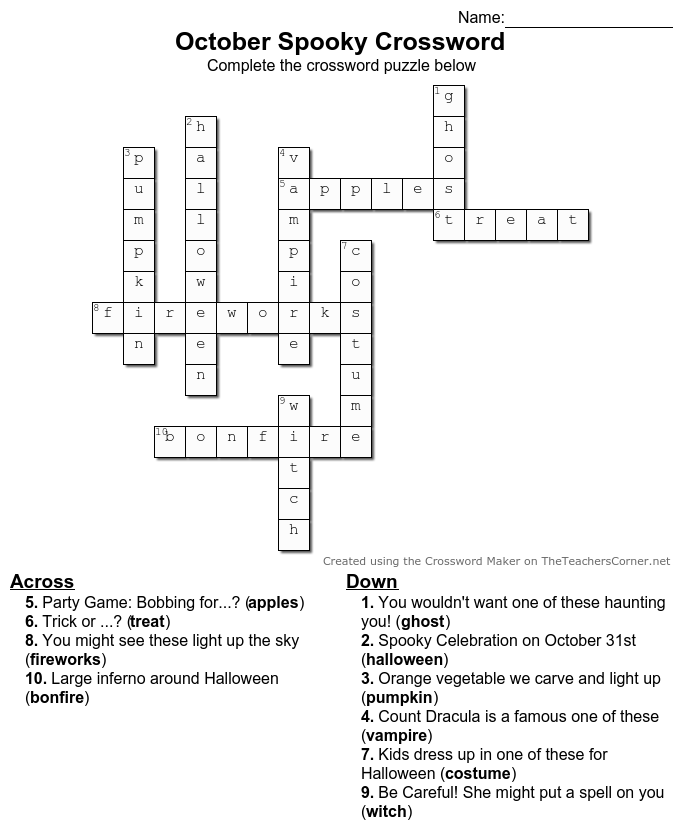 Name:
October Spooky Crossword
Complete the crossword puzzle below
1 g
2 h h
3 p a 4 v o
u l 5 a p p l e s
m l m 6 t r e a t
p o p 7 c
k w i o
8 f i r e w o r k s
n e e t
n u
9 w m
10 b o n f i r e
t
c
h
Created using the Crossword Maker on TheTeachersCorner.net
Across
5. Party Game: Bobbing for...? (apples)
6. Trick or ...? (treat)
8. You might see these light up the sky
(fireworks)
10. Large inferno around Halloween
(bonfire)
Down
1. You wouldn't want one of these haunting
you! (ghost)
2. Spooky Celebration on October 31st
(halloween)
3. Orange vegetable we carve and light up
(pumpkin)
4. Count Dracula is a famous one of these
(vampire)
7. Kids dress up in one of these for
Halloween (costume)
9. Be Careful! She might put a spell on you
(witch)